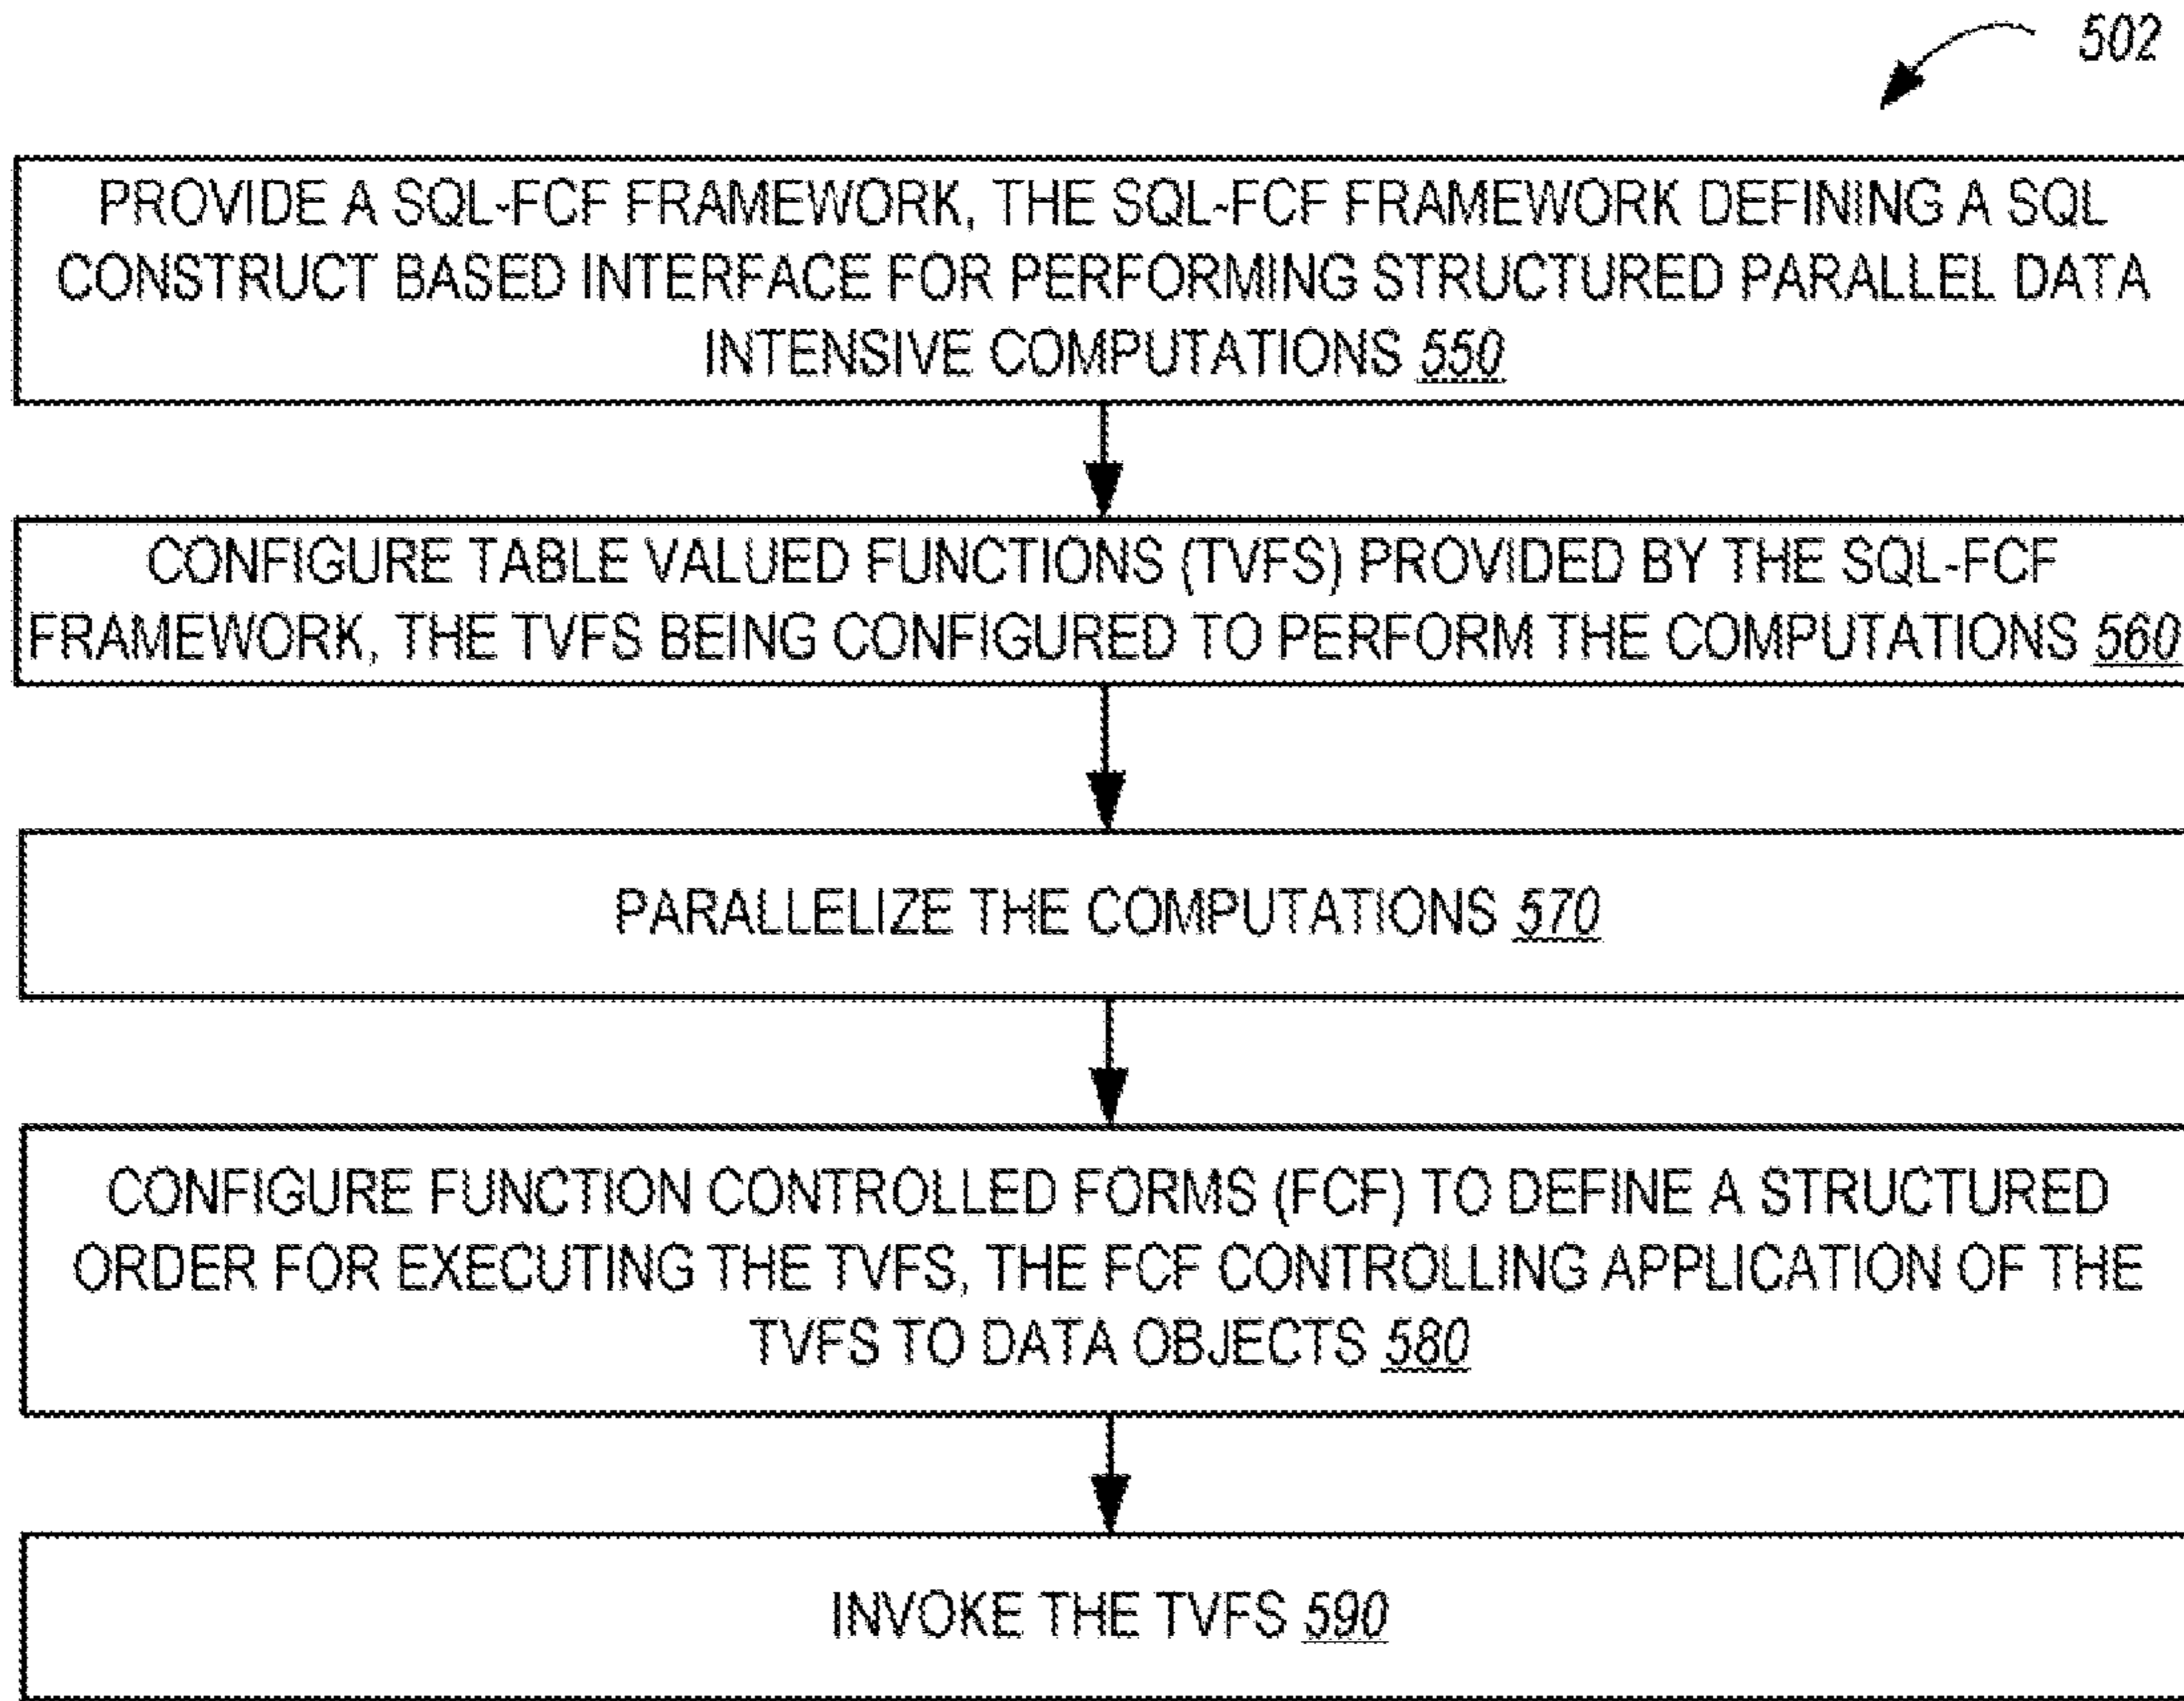 502
PROVIDE A SQL-FCF FRAMEWORK, THE SQL-FCF FRAMEWORK DEFINING A SQL
CONSTRUCT BASED INTERFACE FOR PERFORMING STRUCTURED PARALLEL DATA
INTENSIVE COMPUTATIONS 550
CONFIGURE TABLE VALUED FUNCTIONS (TVFS) PROVIDED BY THE SQL-FCF
FRAMEWORK, THE TVFS BEING CONFIGURED TO PERFORM THE COMPUTATIONS 560
PARALLELIZE THE COMPUTATIONS 570
CONFIGURE FUNCTION CONTROLLED FORMS (FCF) TO DEFINE A STRUCTURED
ORDER FOR EXECUTING THE TVFS, THE FCF CONTROLLING APPLICATION OF THE
TVFS TO DATA OBJECTS 580
INVOKE THE TVFS 590